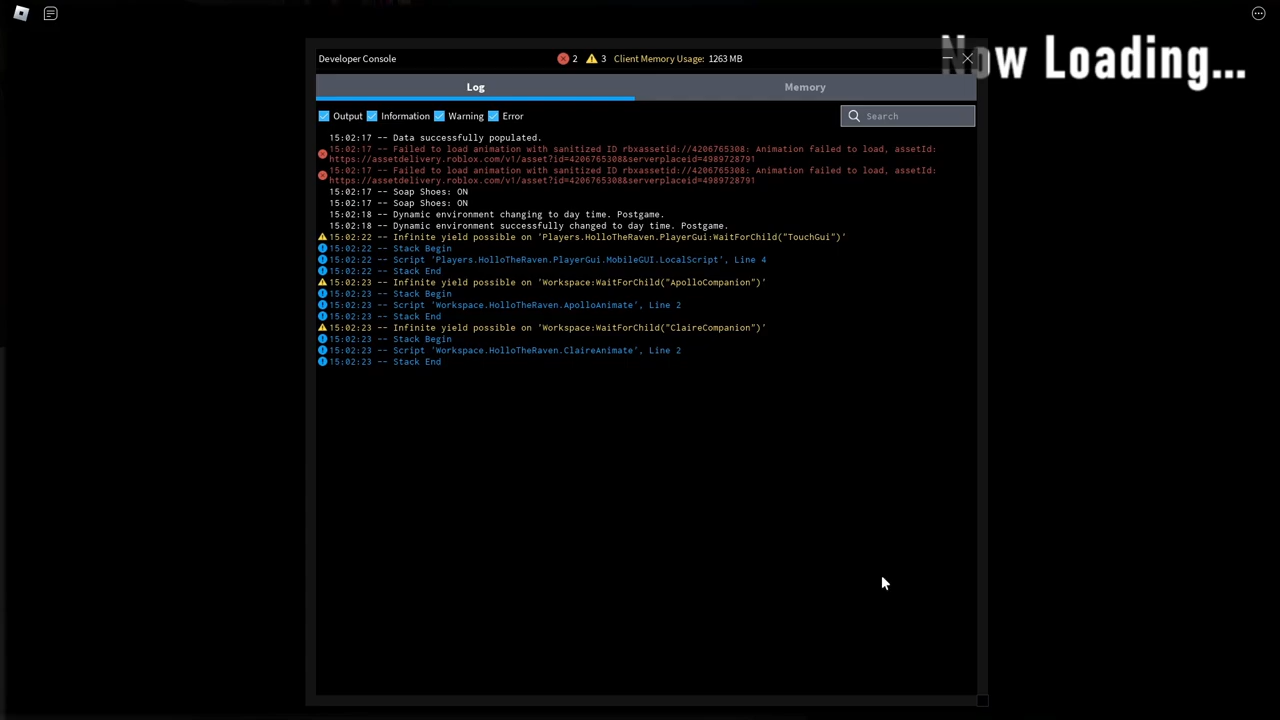 Now Loading...
Developer Console
2
3
Client Memory Usage: 1263 MB
Log
Memory
Output
Information
Warning
Error
Search
15:02:17 -- Data successfully populated.
15:02:17 -- Failed to load animation with sanitized ID rbxassetid://4206765308: Animation failed to load, assetId:
https://assetdelivery.roblox.com/v1/asset?id=4206765308&serverplaceid=4989728791
15:02:17 -- Failed to load animation with sanitized ID rbxassetid://4206765308: Animation failed to load, assetId:
https://assetdelivery.roblox.com/v1/asset?id=4206765308&serverplaceid=4989728791
15:02:17 -- Soap Shoes: ON
15:02:17 -- Soap Shoes: ON
15:02:18 -- Dynamic environment changing to day time. Postgame.
15:02:18 -- Dynamic environment successfully changed to day time. Postgame.
15:02:22 -- Infinite yield possible on 'Players.HolloTheRaven.PlayerGui:WaitForChild("TouchGui")'
15:02:22 -- Stack Begin
15:02:22 -- Script 'Players.HolloTheRaven.PlayerGui.MobileGUI.LocalScript', Line 4
15:02:22 -- Stack End
15:02:23 -- Infinite yield possible on 'Workspace:WaitForChild("ApolloCompanion")'
15:02:23 -- Stack Begin
15:02:23 -- Script 'Workspace.HolloTheRaven.ApolloAnimate', Line 2
15:02:23 -- Stack End
15:02:23 -- Infinite yield possible on 'Workspace:WaitForChild("ClaireCompanion")'
15:02:23 -- Stack Begin
15:02:23 -- Script 'Workspace.HolloTheRaven.ClaireAnimate', Line 2
15:02:23 -- Stack End